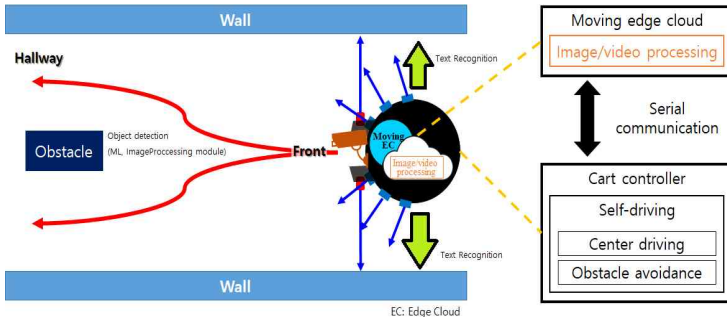 Wall
Hallway
Text Recognition
Obstacle
Object detection
(ML, ImageProccessing module)
Front
Moving
EC
Image/video
processing
Text Recognition
Wall
EC: Edge Cloud
Moving edge cloud
Image/video processing
Serial
communication
Cart controller
Self-driving
Center driving
Obstacle avoidance